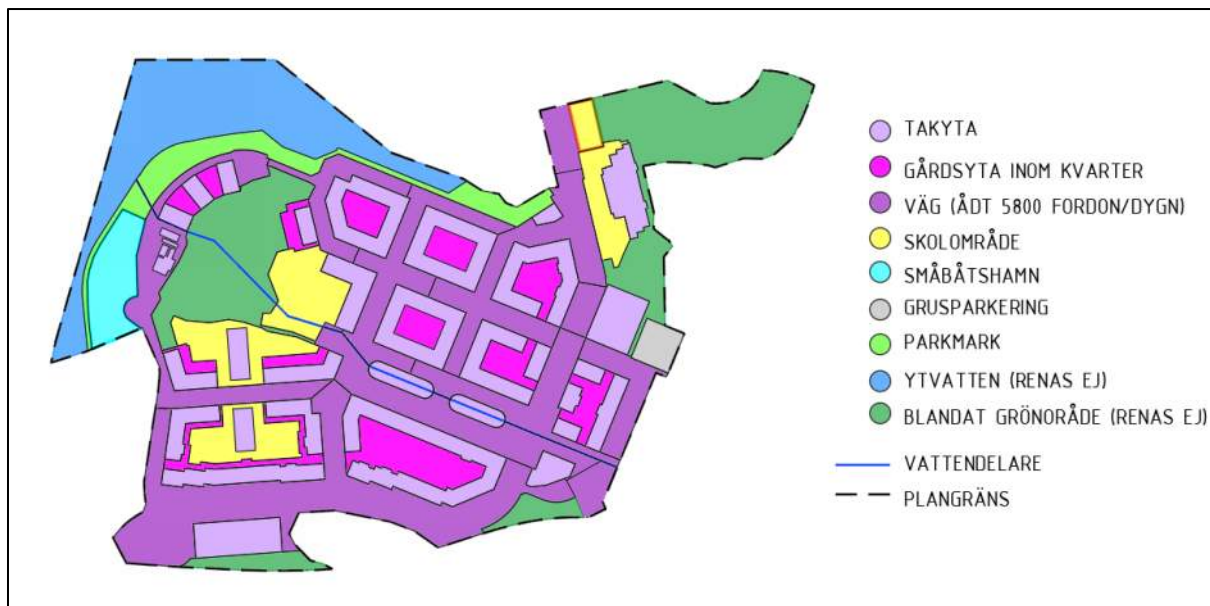 TAKYTA
GÅRDSYTA INOM KVARTER
VÄG (ÅDT 5800 FORDON/DYGN)
SKOLOMRÅDE
SMÅBÅTSHAMN
GRUSPARKERING
PARKMARK
YTVATTEN (RENAS EJ)
BLANDAT GRÖNORÅDE (RENAS EJ)
VATTENDELARE
PLANGRÄNS